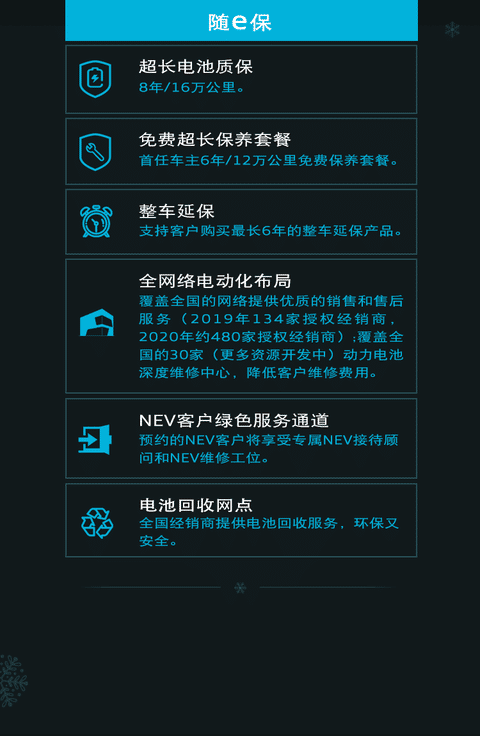 随e保
超长电池质保
8年/16万公里。
免费超长保养套餐
首任车主6年/12万公里免费保养套餐。
整车延保
支持客户购买最长6年的整车延保产品。
全网络电动化布局
覆盖全国的网络提供优质的销售和售后
服务（2019年134家授权经销商，
2020年约480家授权经销商）;覆盖全
国的30家（更多资源开发中）动力电池
深度维修中心，降低客户维修费用。
NEV客户绿色服务通道
预约的NEV客户将享受专属NEV接待顾
问和NEV维修工位。
电池回收网点
全国经销商提供电池回收服务，环保又
安全。